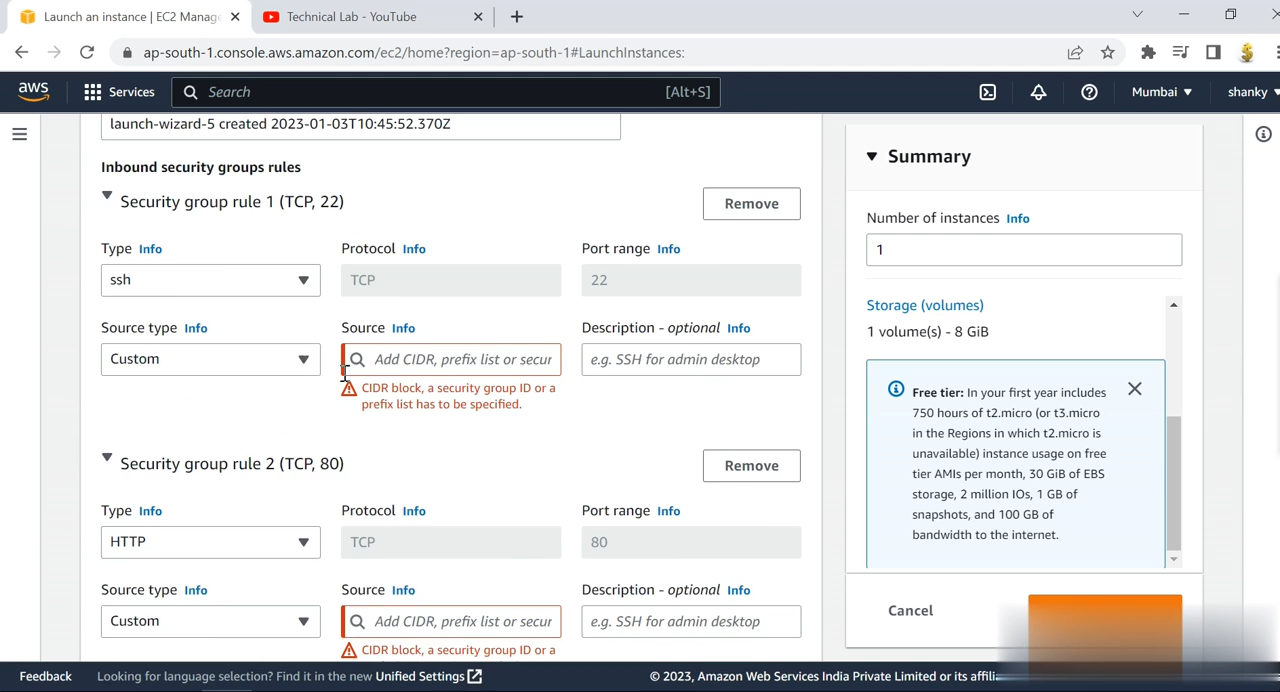 Launch an instance | EC2 Manag
Technical Lab - YouTube
ap-south-1.console.aws.amazon.com/ec2/home?region=ap-south-1#LaunchInstances:
aws
Services
Search
[Alt+S]
Mumbai
shanky
launch-wizard-5 created 2023-01-03T10:45:52.370Z
Inbound security groups rules
Security group rule 1 (TCP, 22)
Remove
Type Info
Protocol Info
Port range Info
ssh
TCP
22
Source type Info
Source Info
Description - optional Info
Custom
Add CIDR, prefix list or secur
e.g. SSH for admin desktop
CIDR block, a security group ID or a
prefix list has to be specified.
Security group rule 2 (TCP, 80)
Remove
Type Info
Protocol Info
Port range Info
HTTP
TCP
80
Source type Info
Source Info
Description - optional Info
Custom
Add CIDR, prefix list or secur
e.g. SSH for admin desktop
CIDR block, a security group ID or a
Summary
Number of instances Info
1
Storage (volumes)
1 volume(s) - 8 GiB
Free tier: In your first year includes
750 hours of t2.micro (or t3.micro
in the Regions in which t2.micro is
unavailable) instance usage on free
tier AMIs per month, 30 GiB of EBS
storage, 2 million IOs, 1 GB of
snapshots, and 100 GB of
bandwidth to the internet.
Cancel
Feedback
Looking for language selection? Find it in the new Unified Settings
© 2023, Amazon Web Services India Private Limited or its affilia